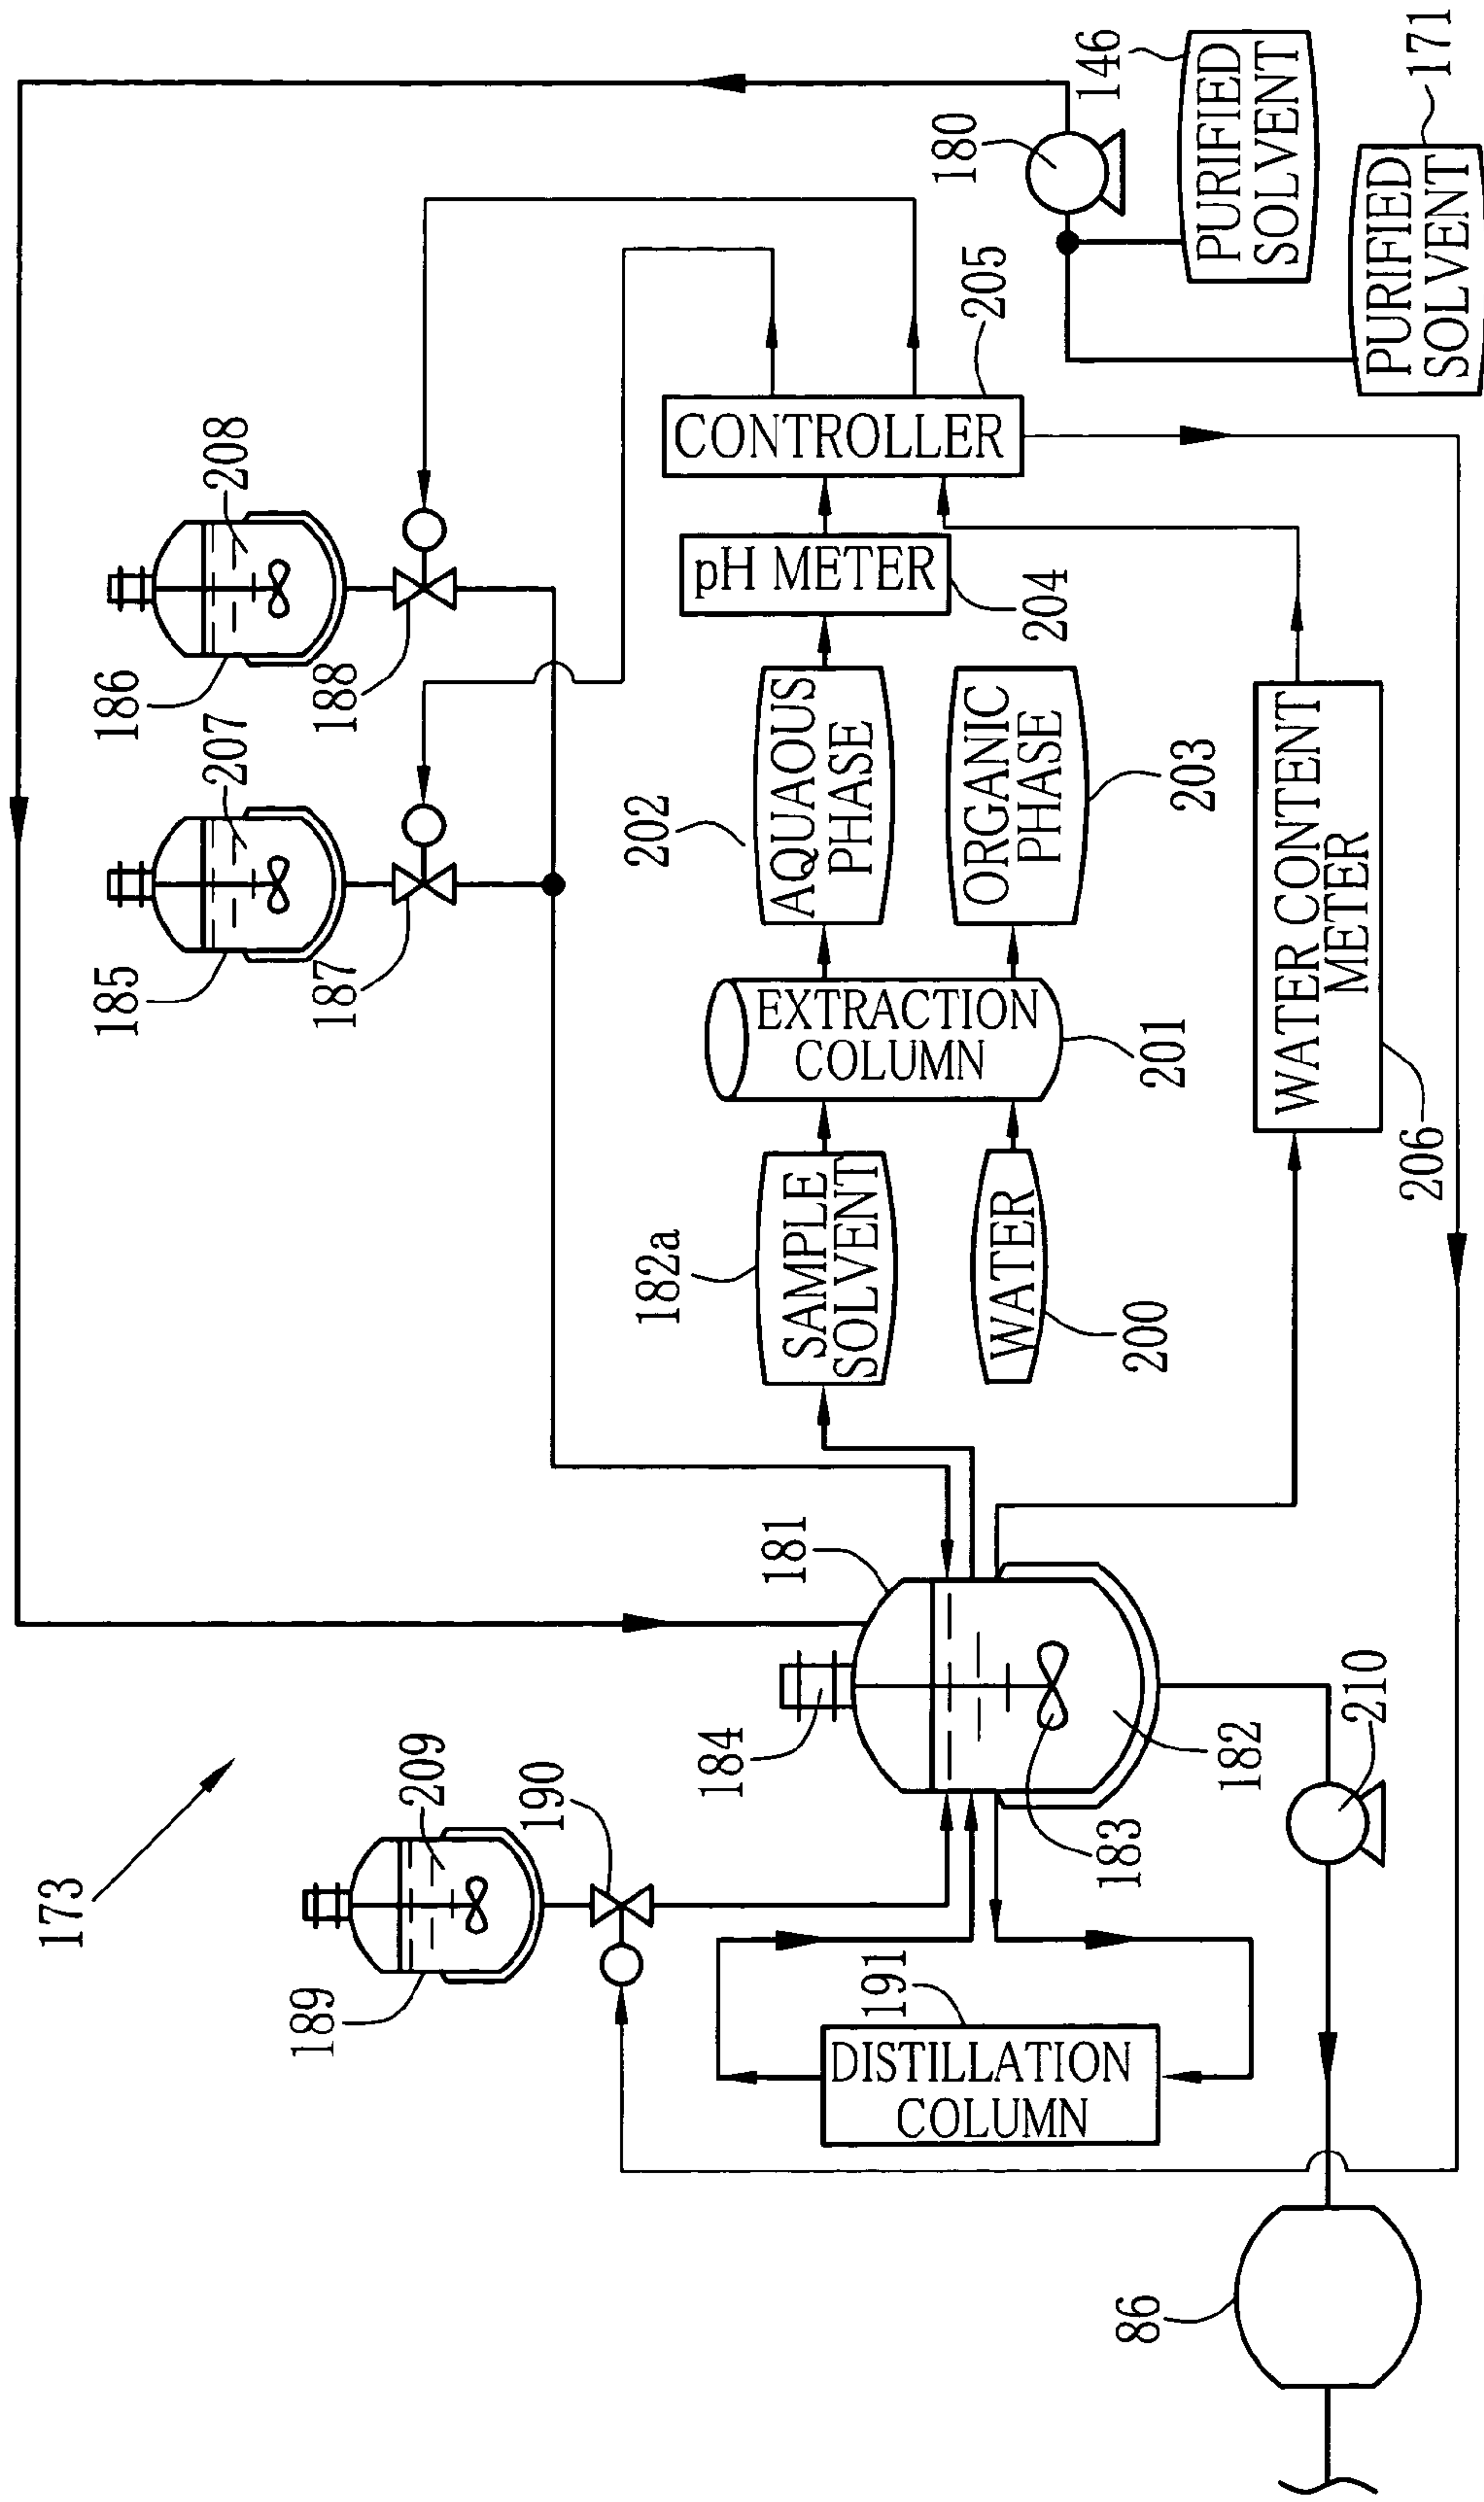 173
185
207
186
208
189
209
187
188
190
184
181
182a
202
180
146
SAMPLE
SOLVENT
EXTRACTION
COLUMN
AQUAOUS
PHASE
pH METER
CONTROLLER
205
191
DISTILLATION
COLUMN
WATER
200
201
ORGANIC
PHASE
204
203
PURIFIED
SOLVENT
86
183
182
210
WATER CONTENT
METER
206
PURIFIED
SOLVENT
171